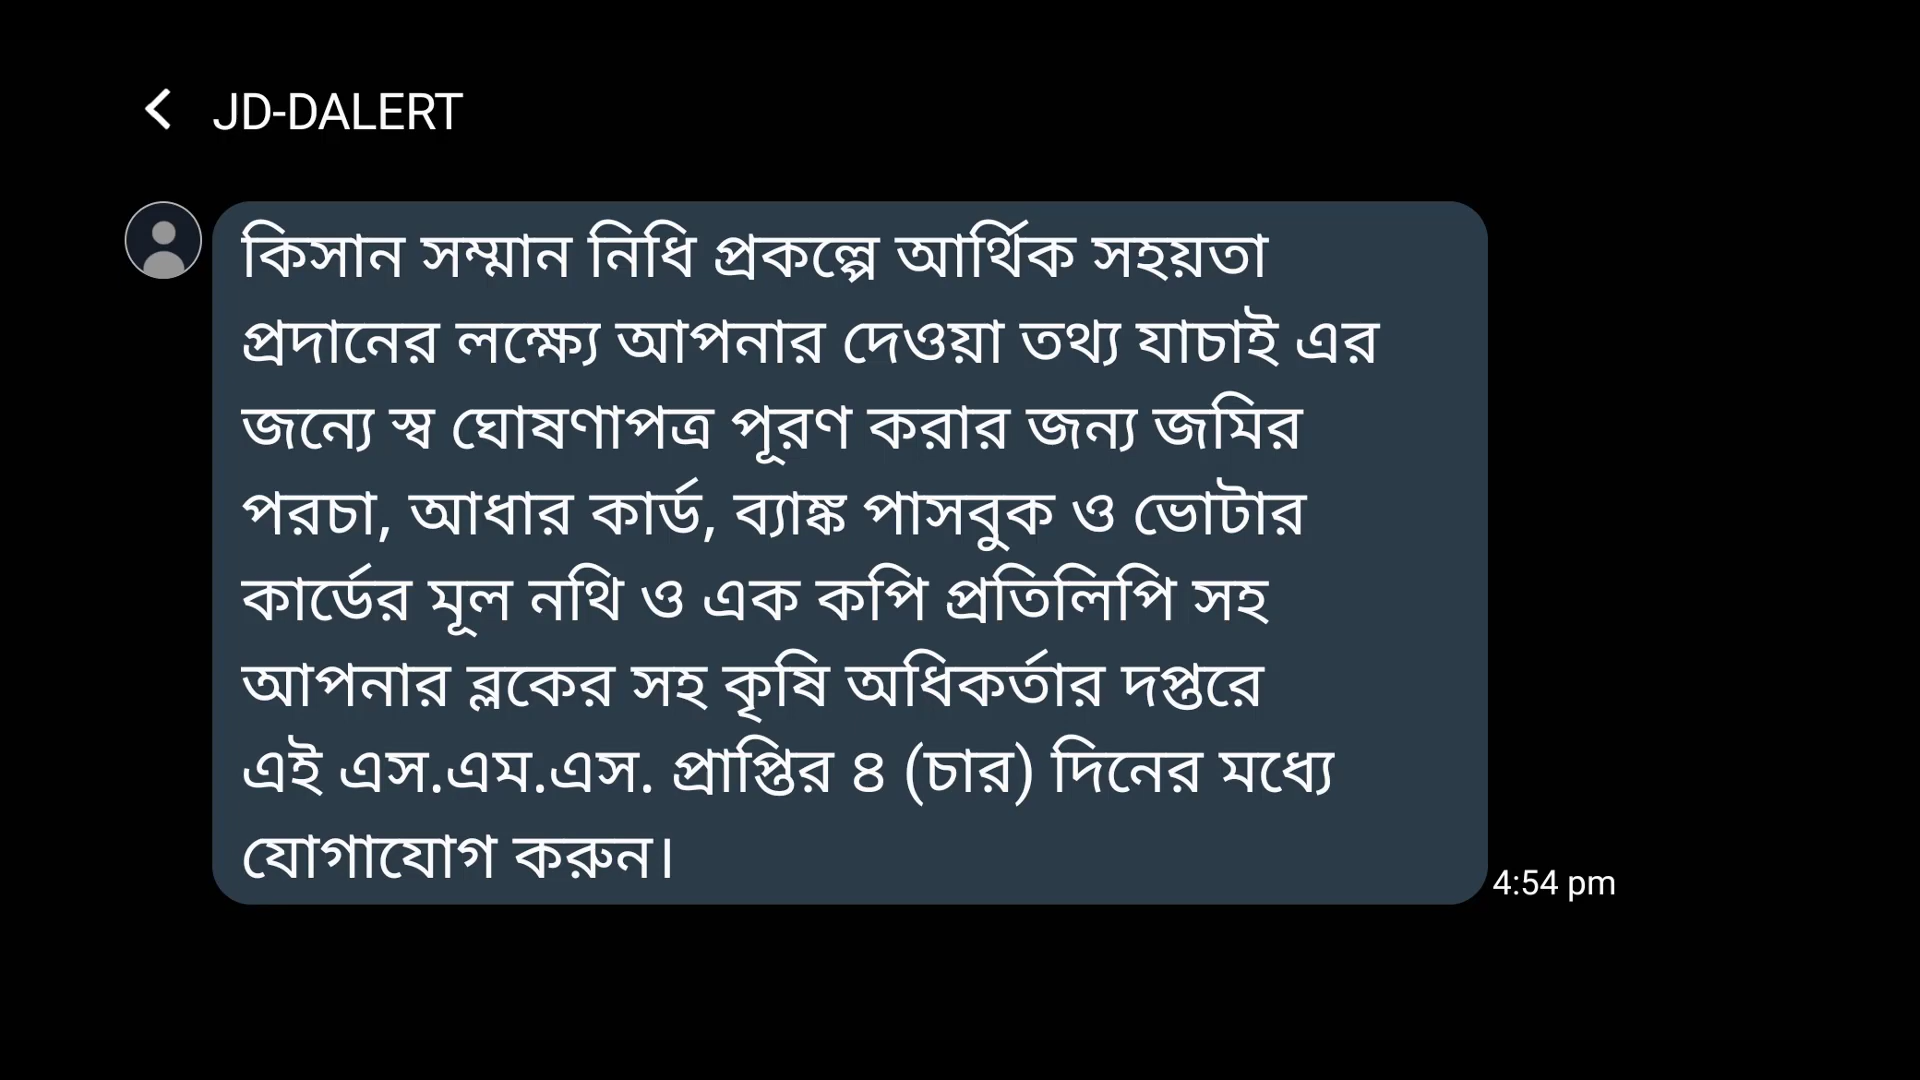 JD-DALERT
কিসান সম্মান নিধি প্রকল্পে আর্থিক সহয়তা
প্রদানের লক্ষ্যে আপনার দেওয়া তথ্য যাচাই এর
জন্যে স্ব ঘোষণাপত্র পূরণ করার জন্য জমির
পরচা, আধার কার্ড, ব্যাঙ্ক পাসবুক ও ভোটার
কার্ডের মূল নথি ও এক কপি প্রতিলিপি সহ
আপনার ব্লকের সহ কৃষি অধিকর্তার দপ্তরে
এই এস.এম.এস. প্রাপ্তির ৪ (চার) দিনের মধ্যে
যোগাযোগ করুন।
4:54 pm